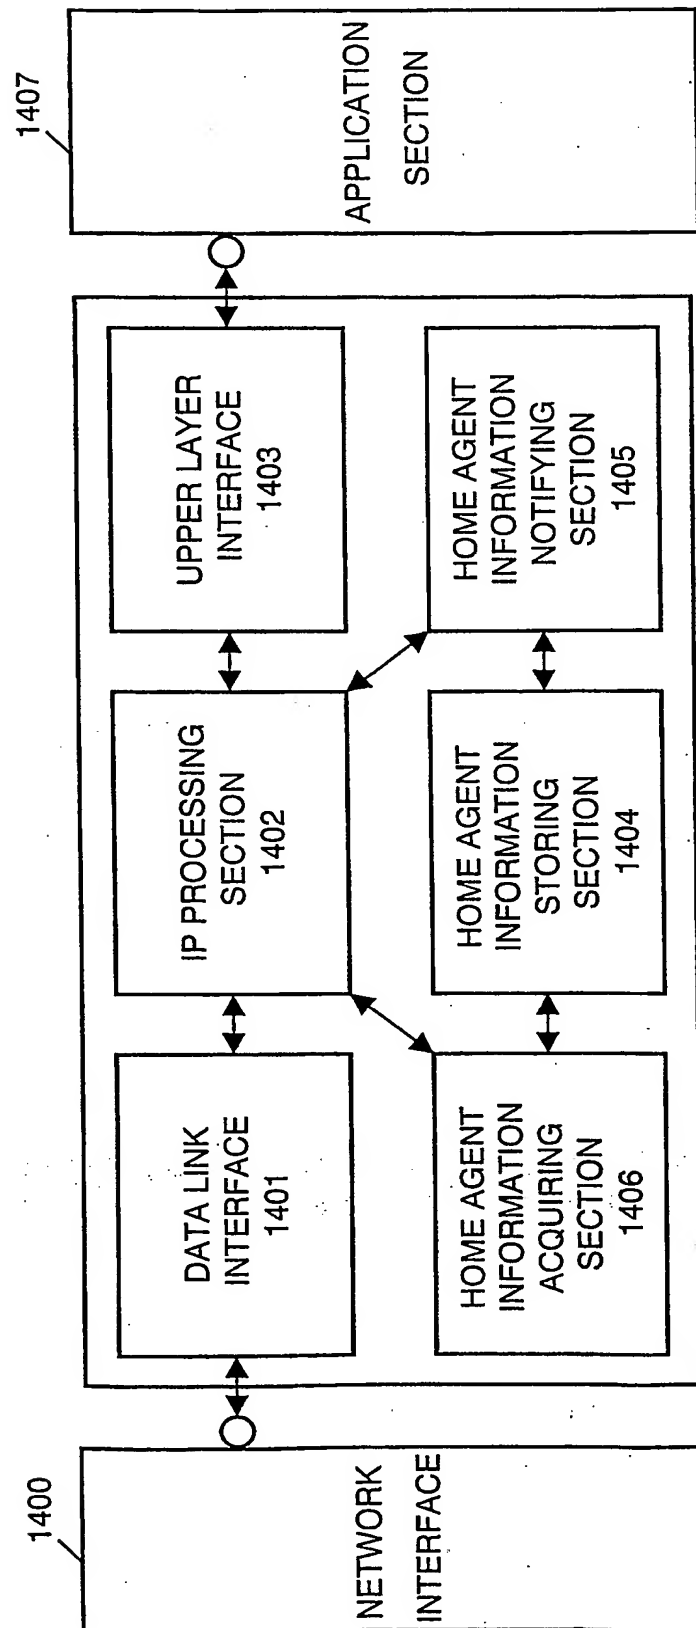 1400
NETWORK
INTERFACE
DATA LINK
INTERFACE
1401
IP PROCESSING
SECTION
1402
UPPER LAYER
INTERFACE
1403
HOME AGENT
INFORMATION
ACQUIRING
SECTION
1406
HOME AGENT
INFORMATION
STORING
SECTION
1404
HOME AGENT
INFORMATION
NOTIFYING
SECTION
1405
1407
APPLICATION
SECTION